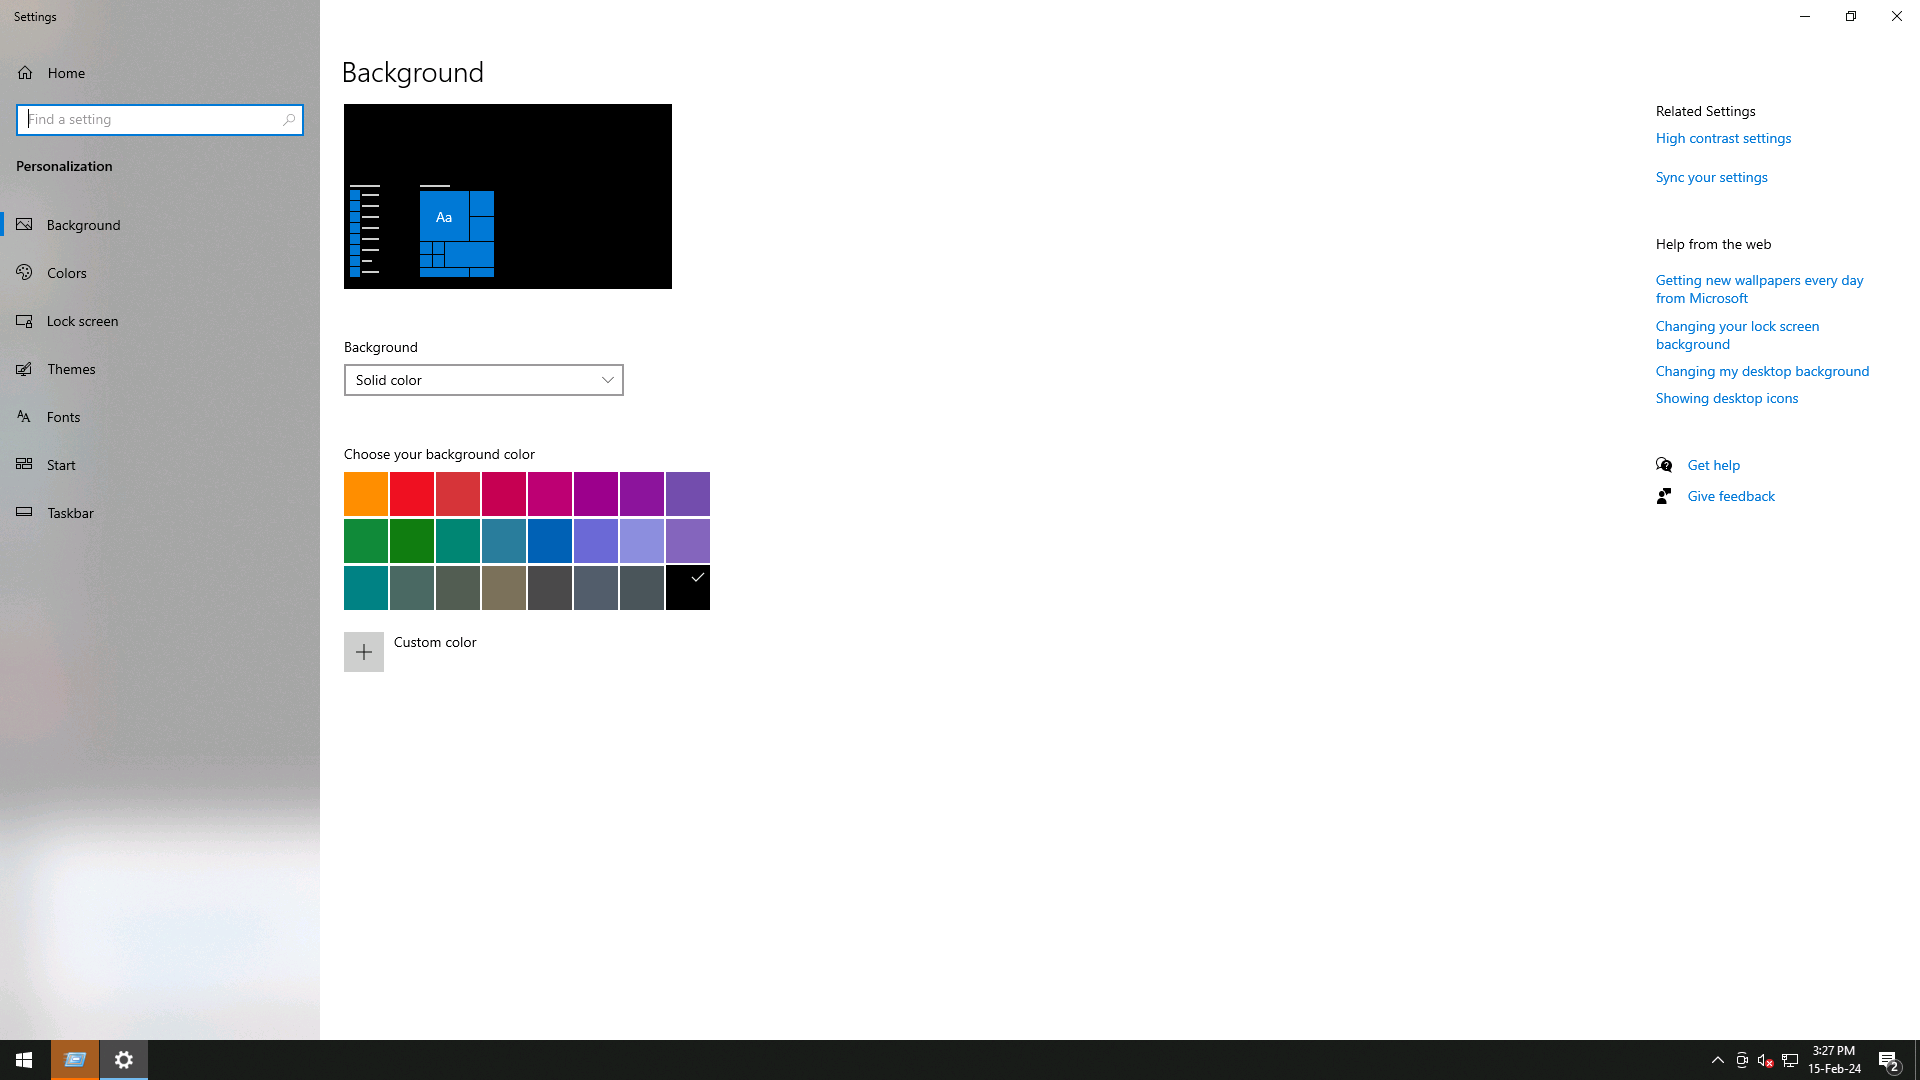 Settings
Home
Find a setting
Personalization
Background
Colors
Lock screen
Themes
Fonts
Start
Taskbar
Background
Aa
Background
Solid color
Choose your background color
Custom color
Related Settings
High contrast settings
Sync your settings
Help from the web
Getting new wallpapers every day
from Microsoft
Changing your lock screen
background
Changing my desktop background
Showing desktop icons
Get help
Give feedback
3:27 PM
15-Feb-24
2